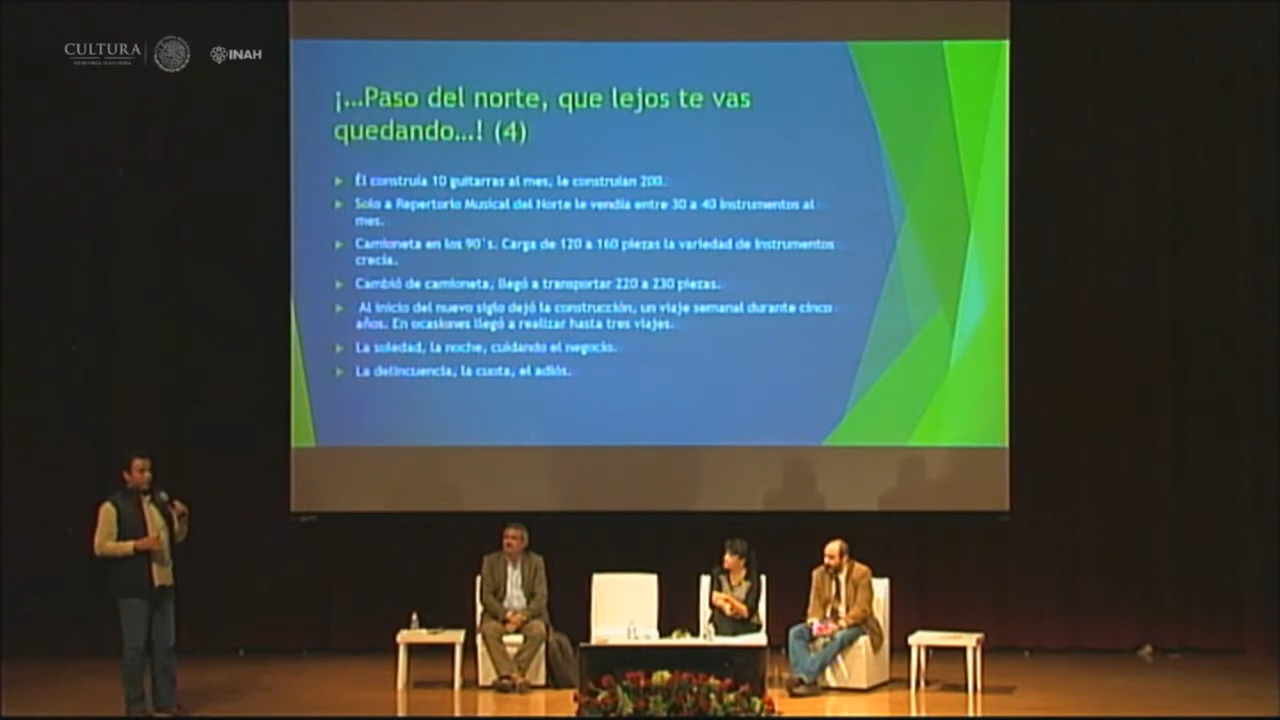 CULTURA
INAH
¡...Paso del norte, que lejos te vas
quedando...! (4)
Él construía 10 guitarras al mes, le construían 200.
Solo a Repertorio Musical del Norte le vendía entre 30 a 40 instrumentos al
mes.
Camioneta en los 90's. Carga de 120 a 160 piezas la variedad de instrumentos
crecía.
Cambió de camioneta, llegó a transportar 220 a 230 piezas.
Al inicio del nuevo siglo dejó la construcción, un viaje semanal durante cinco
años. En ocasiones llegó a realizar hasta tres viajes.
La soledad, la noche, cuidando el negocio.
La delincuencia, la cuota, el adiós.